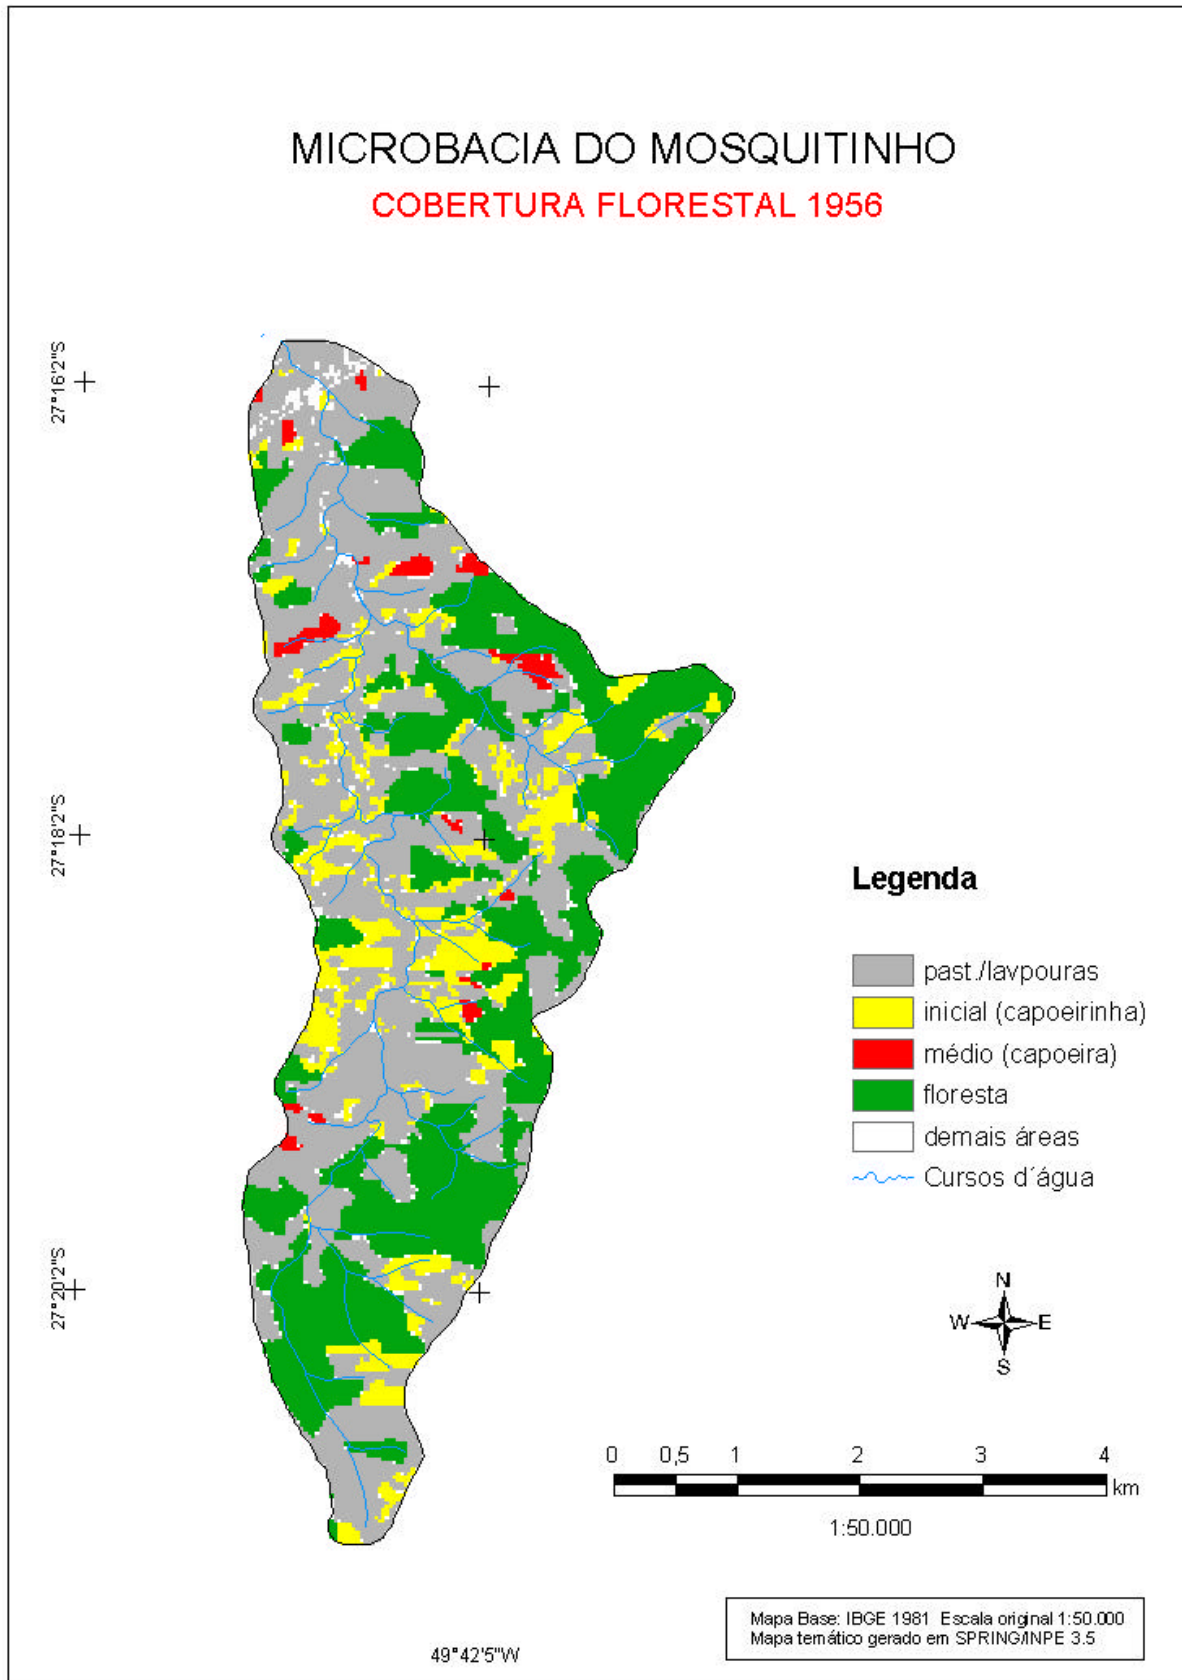 MICROBACIA DO MOSQUITINHO
COBERTURA FLORESTAL 1956
27°16'2"S
27°18'2"S
27°20'2"S
49°42'5"W
Legenda
past./lavpouras
inicial (capoeirinha)
médio (capoeira)
floresta
demais áreas
Cursos d´água
N
W E
S
0 0,5 1 2 3 4
km
1:50.000
Mapa Base: IBGE 1981 Escala original 1:50.000
Mapa temático gerado em SPRING/INPE 3.5